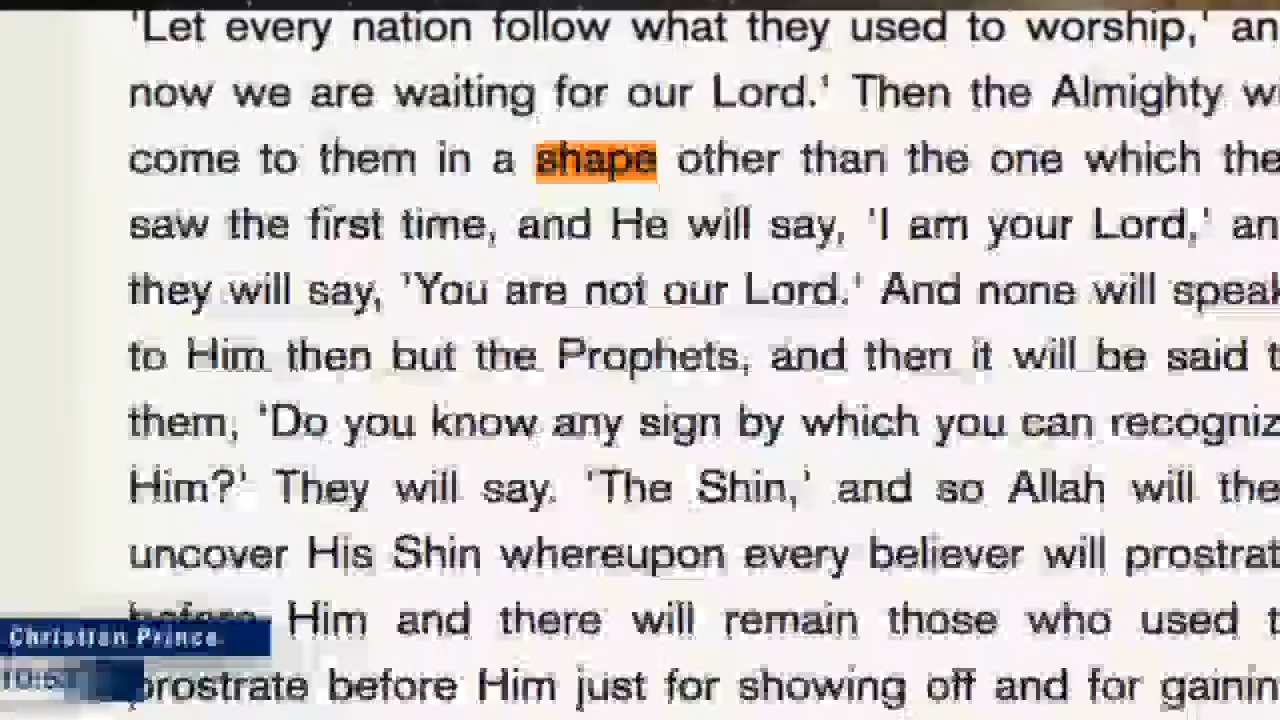 'Let every nation follow what they used to worship,' an
now we are waiting for our Lord.' Then the Almighty wi
come to them in a shape other than the one which the
saw the first time, and He will say, 'I am your Lord,' an
they will say, 'You are not our Lord.' And none will speak
to Him then but the Prophets, and then it will be said t
them, 'Do you know any sign by which you can recogniz
Him?' They will say. 'The Shin,' and so Allah will the
uncover His Shin whereupon every believer will prostrat
before Him and there will remain those who used t
prostrate before Him just for showing off and for gainin
Christian Prince